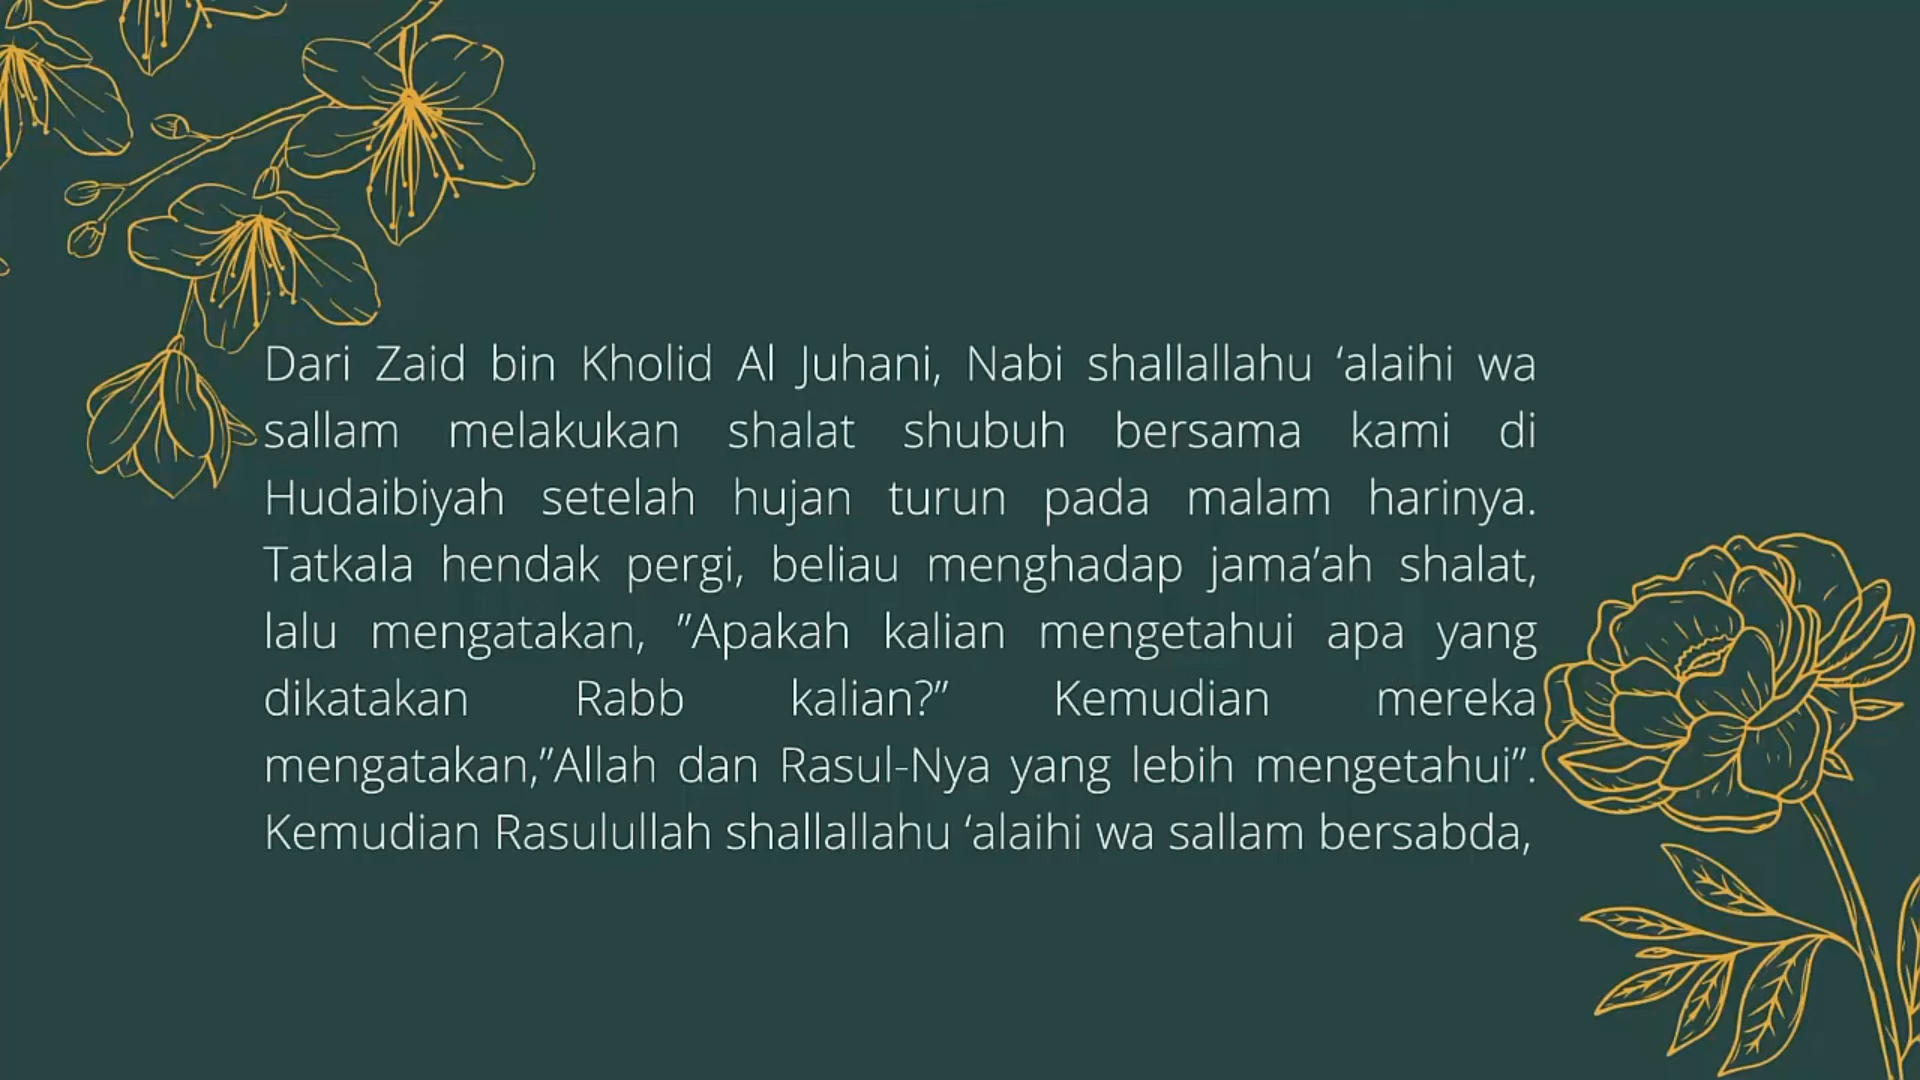 Dari Zaid bin Kholid Al Juhani, Nabi shallallahu ‘alaihi wa
sallam melakukan shalat shubuh bersama kami di
Hudaibiyah setelah hujan turun pada malam harinya.
Tatkala hendak pergi, beliau menghadap jama’ah shalat,
lalu mengatakan, ”Apakah kalian mengetahui apa yang
dikatakan Rabb kalian?” Kemudian mereka
mengatakan,”Allah dan Rasul-Nya yang lebih mengetahui”.
Kemudian Rasulullah shallallahu ‘alaihi wa sallam bersabda,